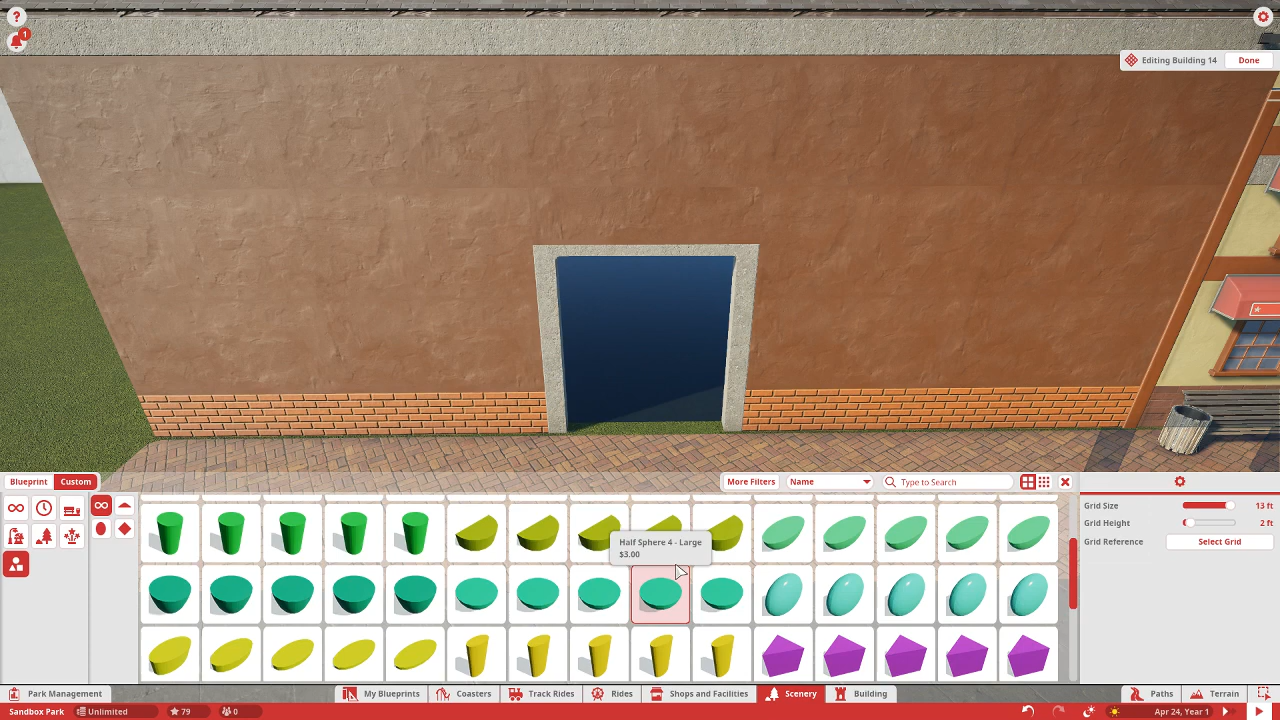 ?
1
Editing Building 14
Done
Blueprint
Custom
More Filters
Name
Type to Search
Grid Size
13 ft
Grid Height
2 ft
Grid Reference
Select Grid
Half Sphere 4 - Large
$3.00
Park Management
My Blueprints
Coasters
Track Rides
Rides
Shops and Facilities
Scenery
Building
Paths
Terrain
Sandbox Park
Unlimited
79
0
Apr 24, Year 1